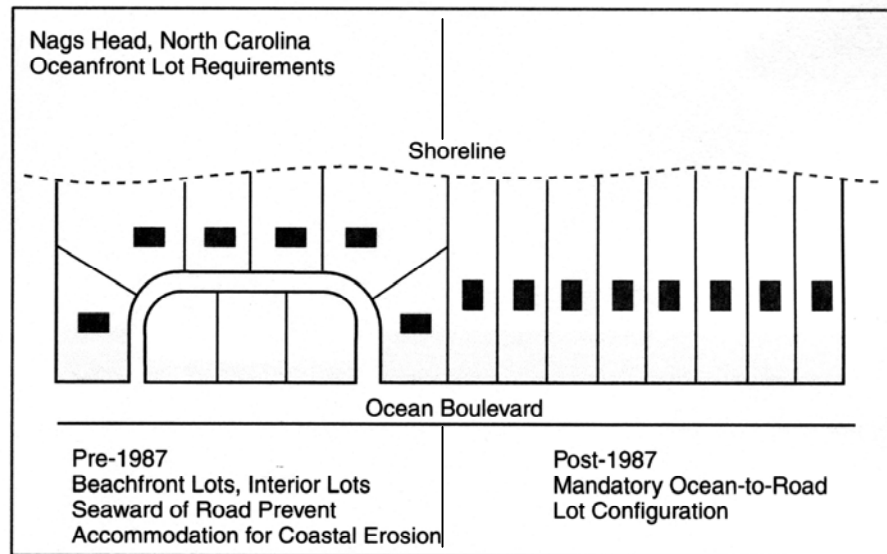 Nags Head, North Carolina
Oceanfront Lot Requirements
Shoreline
Ocean Boulevard
Pre-1987
Beachfront Lots, Interior Lots
Seaward of Road Prevent
Accommodation for Coastal Erosion
Post-1987
Mandatory Ocean-to-Road
Lot Configuration